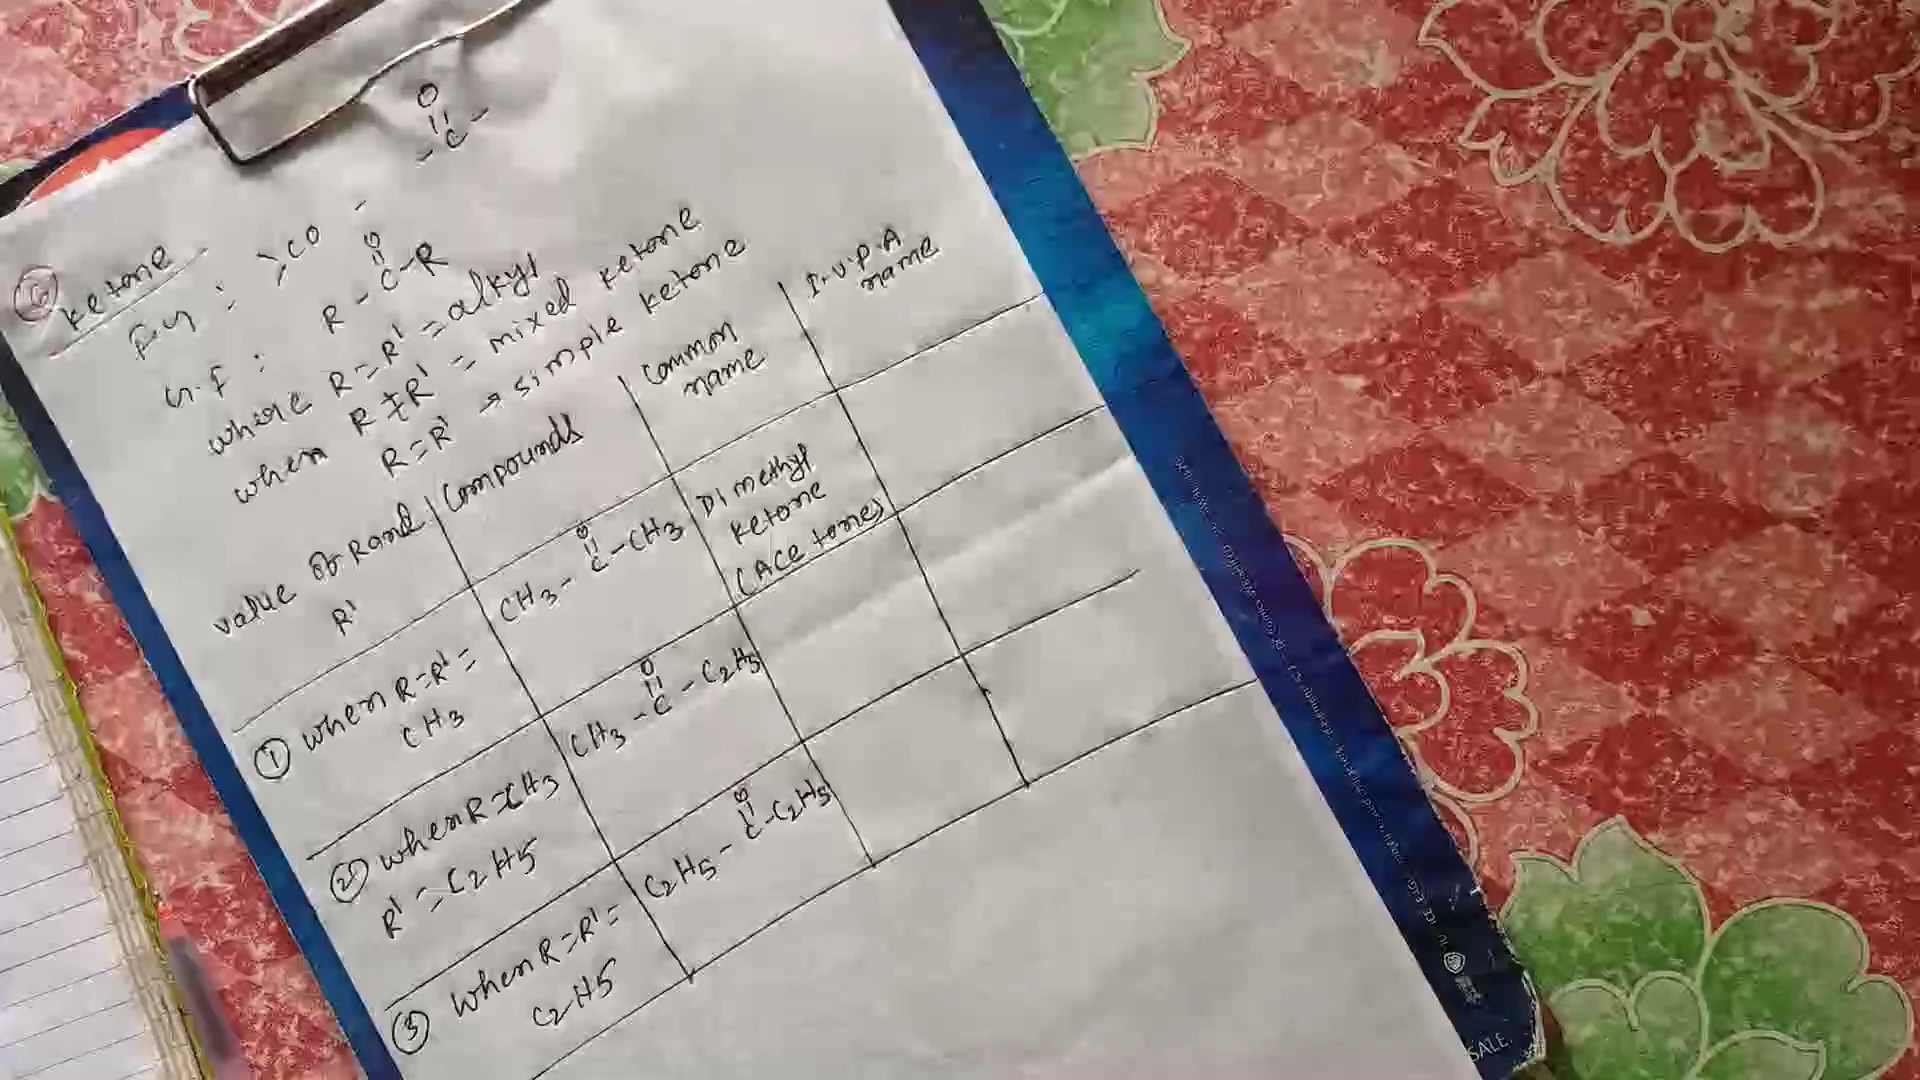 O
||
- C -
⑥ Ketone
F.G : >CO
O
||
G.F : R - C - R
where R = R' = alkyl
when R ≠ R' = mixed ketone
R = R' → simple ketone
value of R and R'
Compounds
Common name
I.U.P.A name
① when R = R' = CH3
CH3 - C - CH3
O
||
Dimethyl
ketone
(Acetone)
② when R = CH3
R' = C2H5
O
||
CH3 - C - C2H5
③ when R = R' =
C2H5
O
||
C2H5 - C - C2H5
SALE